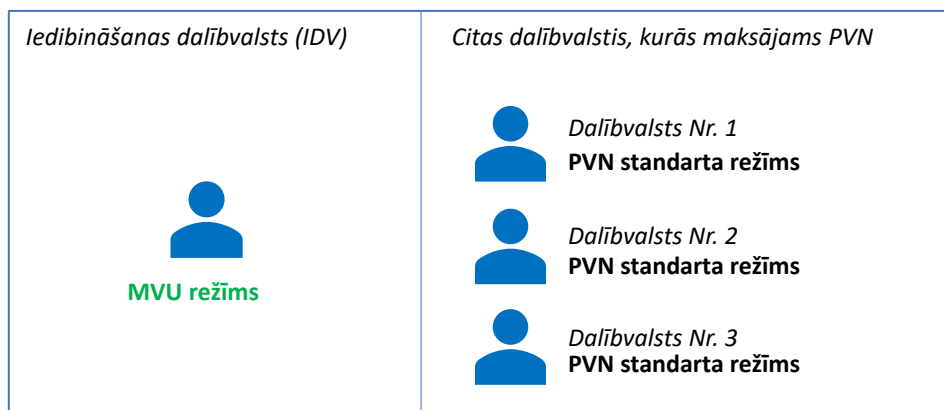 Iedibināšanas dalībvalsts (IDV)
MVU režīms
Citas dalībvalstis, kurās maksājams PVN
Dalībvalsts Nr. 1
PVN standarta režīms
Dalībvalsts Nr. 2
PVN standarta režīms
Dalībvalsts Nr. 3
PVN standarta režīms